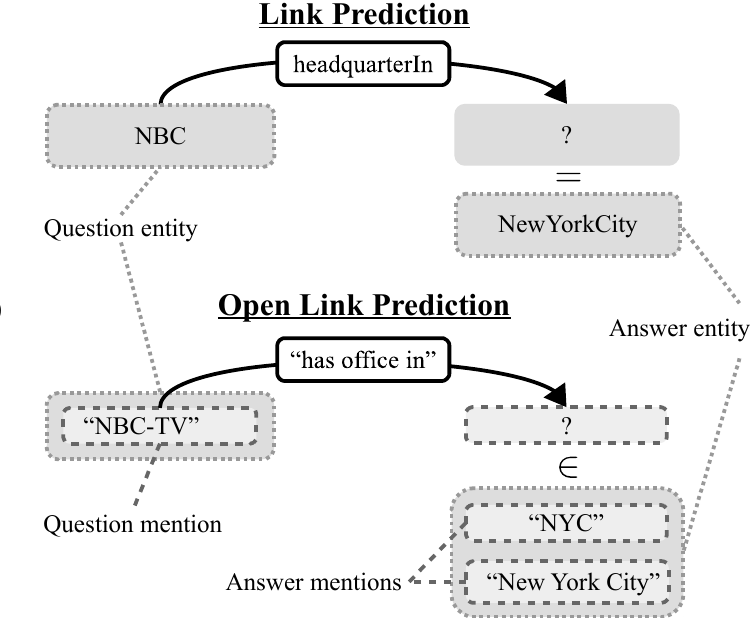 Link Prediction
headquarterIn
NBC
?
=
Question entity
NewYorkCity
)
Open Link Prediction
Answer entity
“has office in”
“NBC-TV”
?
∈
Question mention
“NYC”
Answer mentions
“New York City”